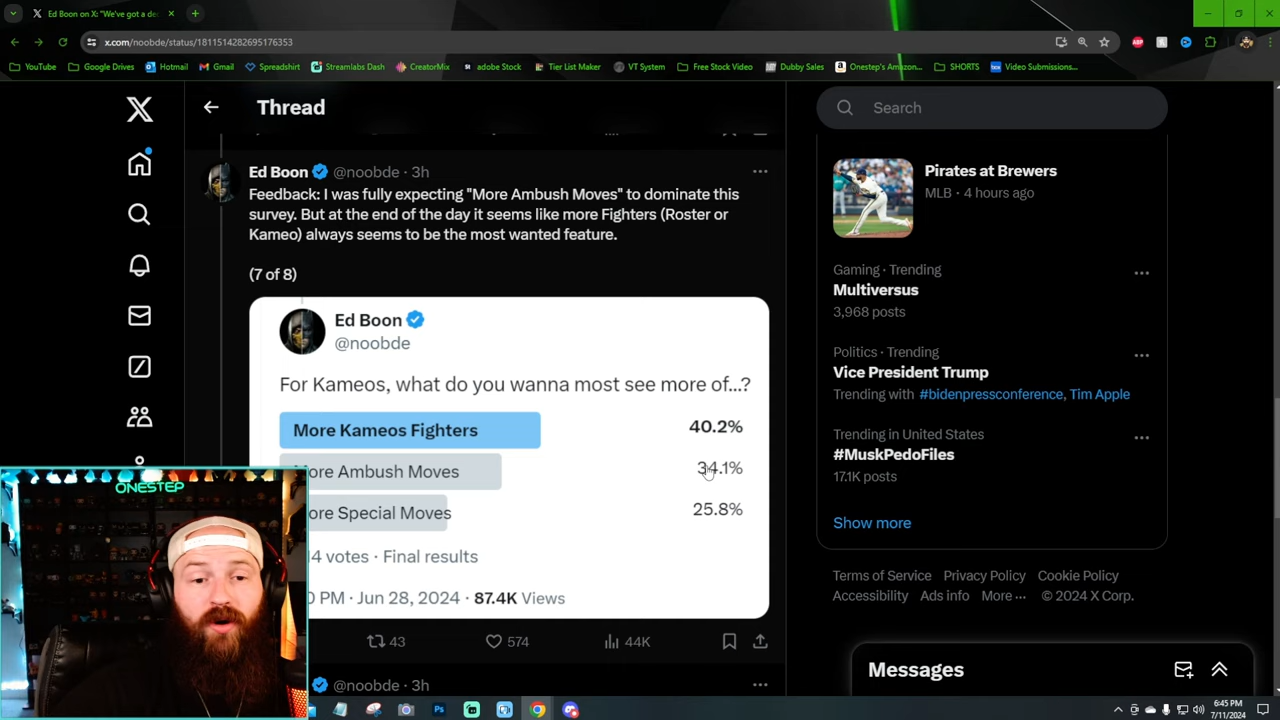 Ed Boon on X: "We've got a de
x.com/noobde/status/1811514282695176353
ABP
YouTube
Google Drives
Hotmail
Gmail
Spreadshirt
Streamlabs Dash
CreatorMix
St adobe Stock
Tier List Maker
VT System
Free Stock Video
Dubby Sales
Onestep's Amazon...
SHORTS
Video Submissions...
Thread
Ed Boon @noobde · 3h
Feedback: I was fully expecting "More Ambush Moves" to dominate this
survey. But at the end of the day it seems like more Fighters (Roster or
Kameo) always seems to be the most wanted feature.
(7 of 8)
Ed Boon
@noobde
For Kameos, what do you wanna most see more of...?
More Kameos Fighters 40.2%
ore Ambush Moves 34.1%
ore Special Moves 25.8%
4 votes · Final results
0 PM · Jun 28, 2024 · 87.4K Views
43 574 44K
@noobde · 3h
Search
Pirates at Brewers
MLB · 4 hours ago
Gaming · Trending
Multiversus
3,968 posts
Politics · Trending
Vice President Trump
Trending with #bidenpressconference, Tim Apple
Trending in United States
#MuskPedoFiles
17.1K posts
Show more
Terms of Service Privacy Policy Cookie Policy
Accessibility Ads info More ··· © 2024 X Corp.
Messages
ONESTEP
6:45 PM
7/11/2024